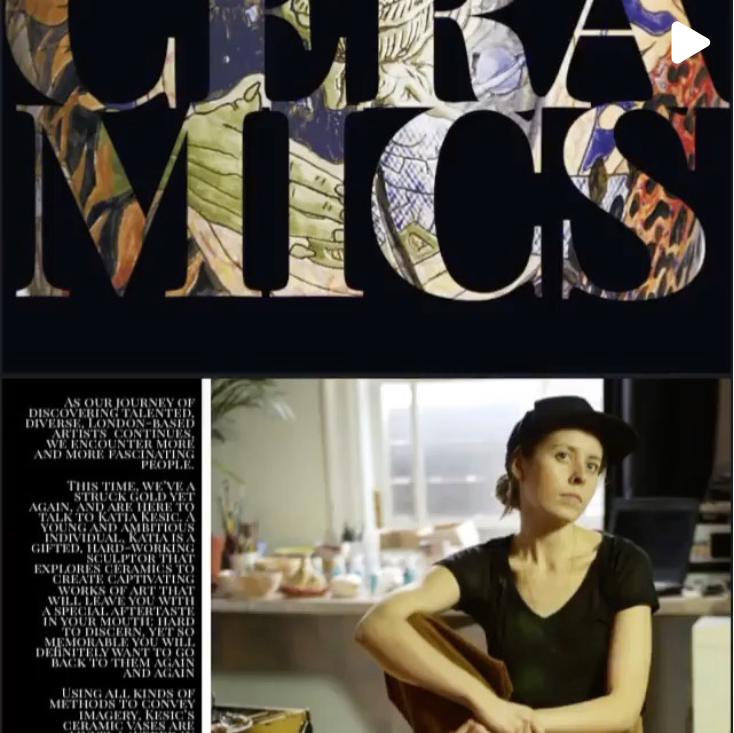 CERA
MICS
As our journey of
discovering talented,
diverse, London-based
artists continues,
we encounter more
and more fascinating
people.
This time, we've a
struck gold yet
again, and are here to
talk to Katia Kesic. A
young and ambitious
individual, Katia is a
gifted, hard-working
sculptor that
explores ceramics to
create captivating
works of art that
will leave you with
a special aftertaste
in your mouth; hard
to discern, yet so
memorable you will
definitely want to go
back to them again
and again
Using all kinds of
methods to convey
imagery, Kesic's
ceramic vases are